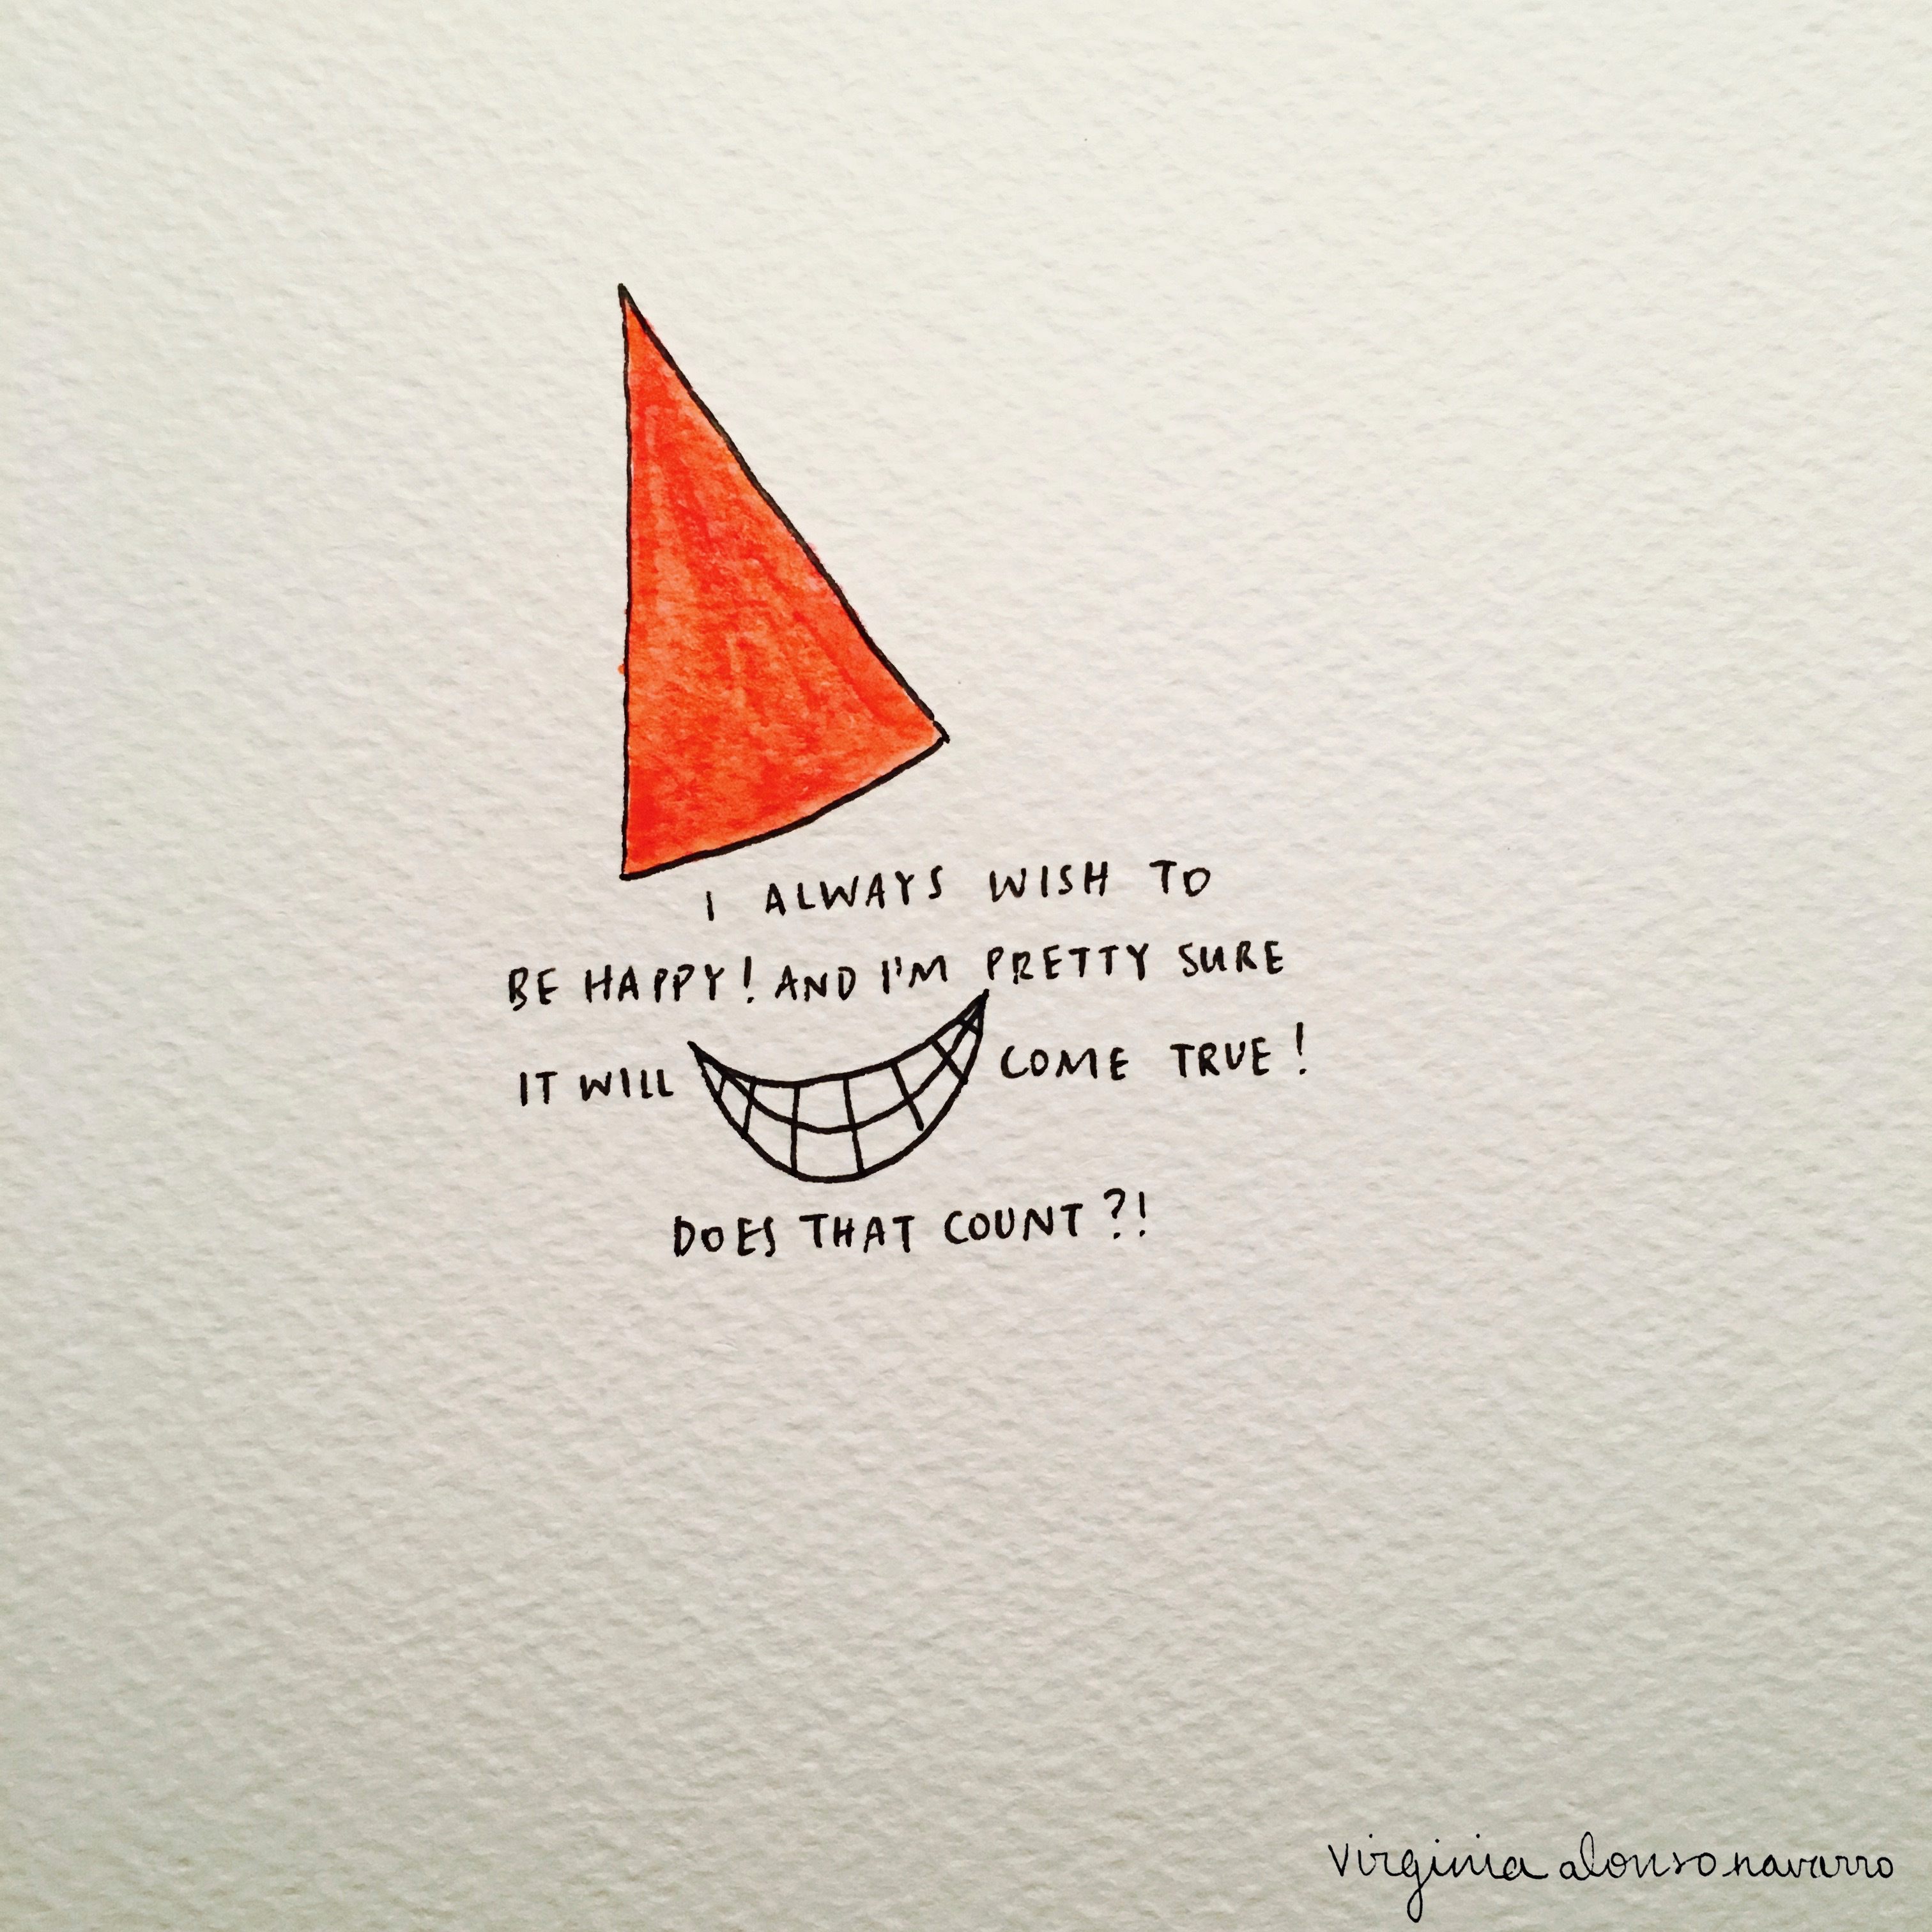 I ALWAYS WISH TO
BE HAPPY! AND I'M PRETTY SURE
IT WILL COME TRUE!
DOES THAT COUNT?!
Virginia alonso navarro